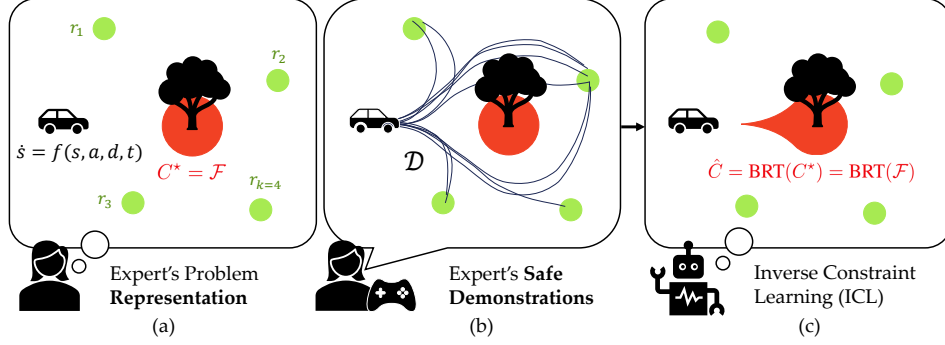 r₁
r₂
ṡ = f(s, a, d, t)
C* = ℱ
r₃
rₖ₌₄
Expert's Problem
Representation
(a)
𝒟
Expert's Safe
Demonstrations
(b)
Ĉ = BRT(C*) = BRT(ℱ)
Inverse Constraint
Learning (ICL)
(c)